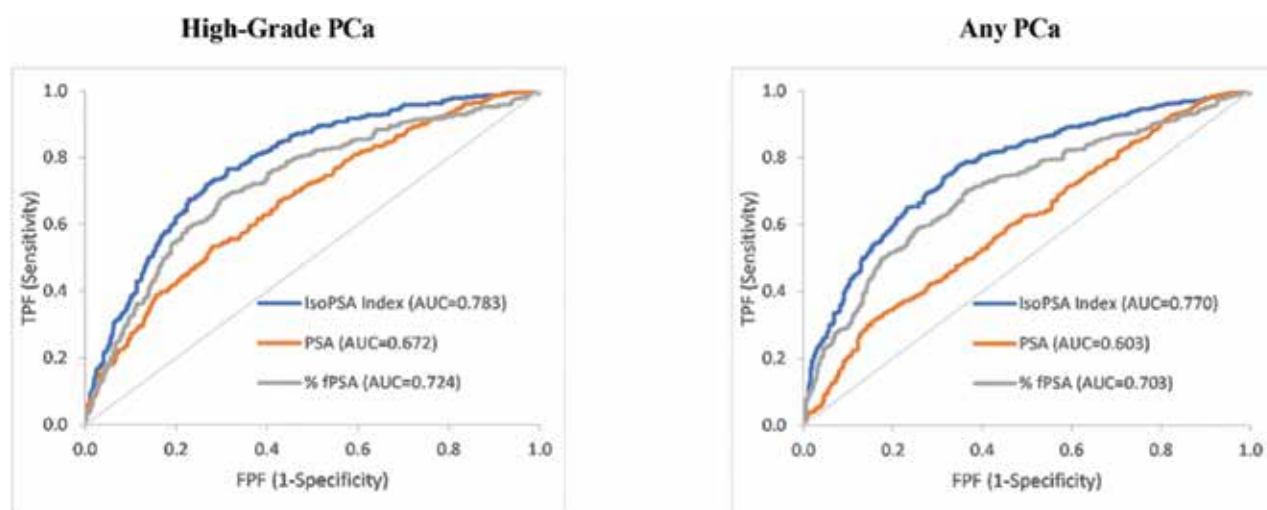 High-Grade PCa
1.0
0.8
0.6
0.4
0.2
0.0
TPF (Sensitivity)
IsoPSA Index (AUC=0.783)
PSA (AUC=0.672)
% fPSA (AUC=0.724)
0.0 0.2 0.4 0.6 0.8 1.0
FPF (1-Specificity)
Any PCa
1.0
0.8
0.6
0.4
0.2
0.0
TPF (Sensitivity)
IsoPSA Index (AUC=0.770)
PSA (AUC=0.603)
% fPSA (AUC=0.703)
0.0 0.2 0.4 0.6 0.8 1.0
FPF (1-Specificity)